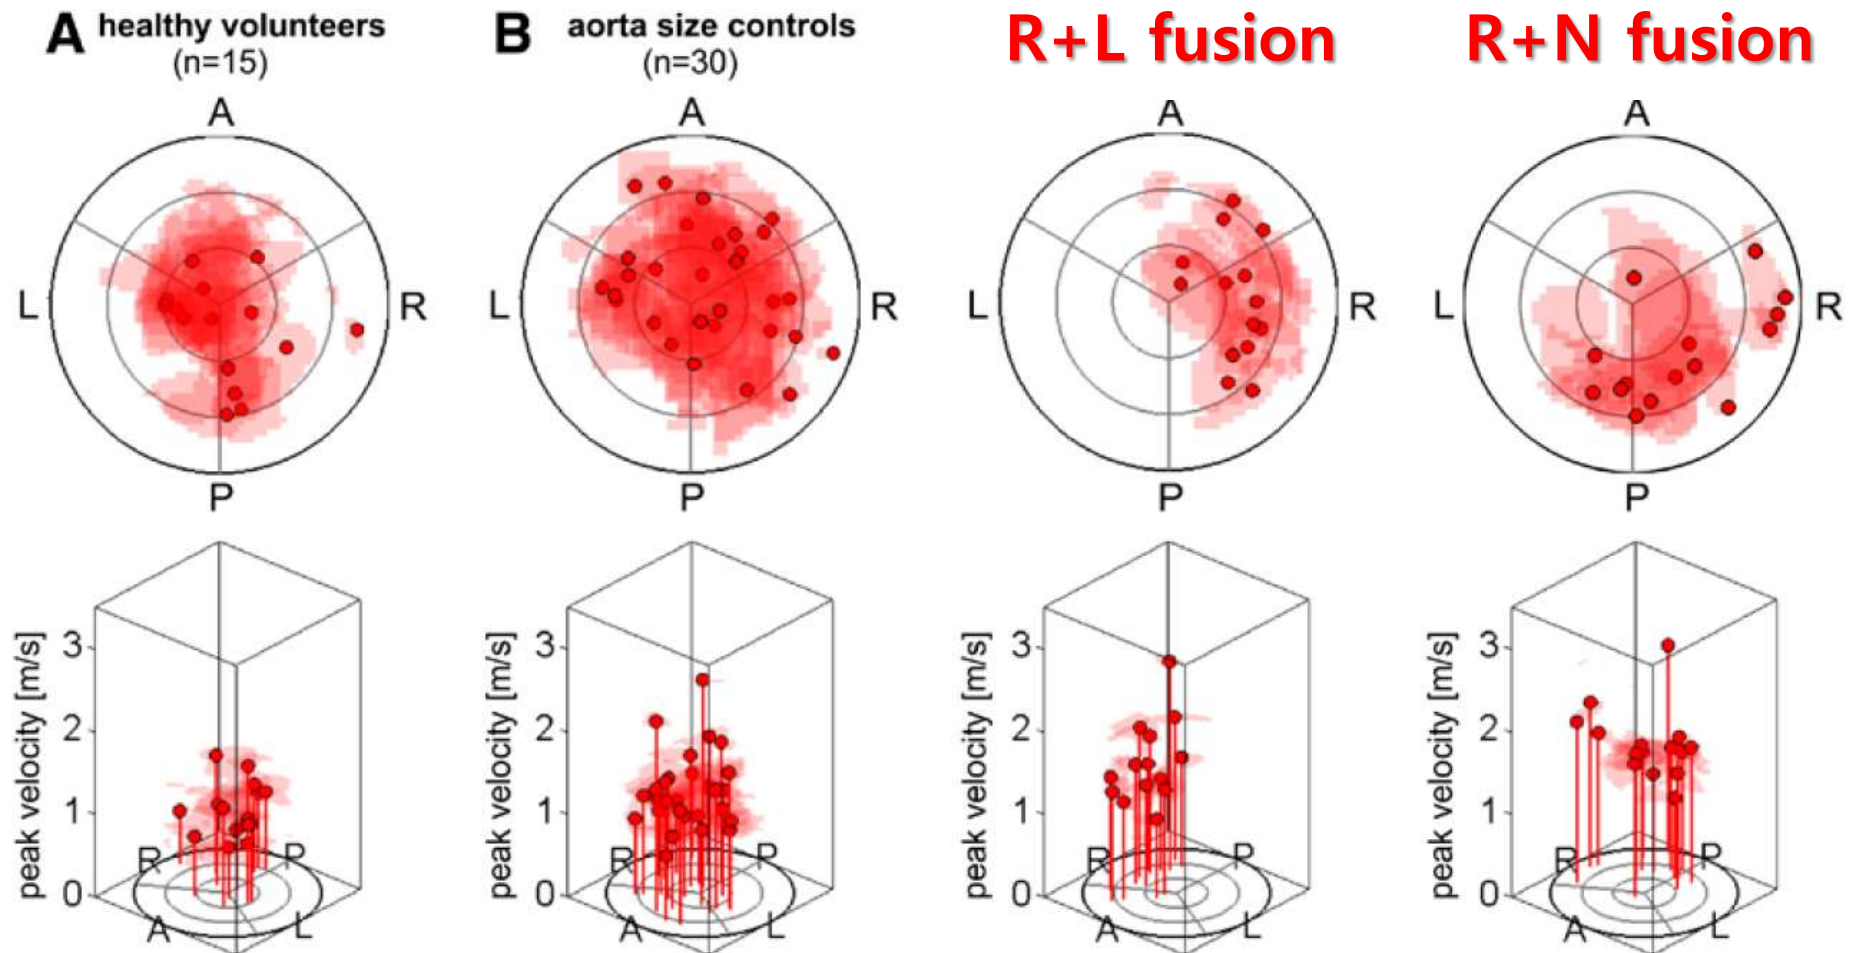 A healthy volunteers
(n=15)
B aorta size controls
(n=30)
R+L fusion
R+N fusion
A
A
A
A
L
R
L
R
L
R
L
R
P
P
P
P
peak velocity [m/s]
3
2
1
0
R
P
A
L
peak velocity [m/s]
3
2
1
0
R
P
A
L
peak velocity [m/s]
3
2
1
0
R
P
A
L
peak velocity [m/s]
3
2
1
0
R
P
A
L